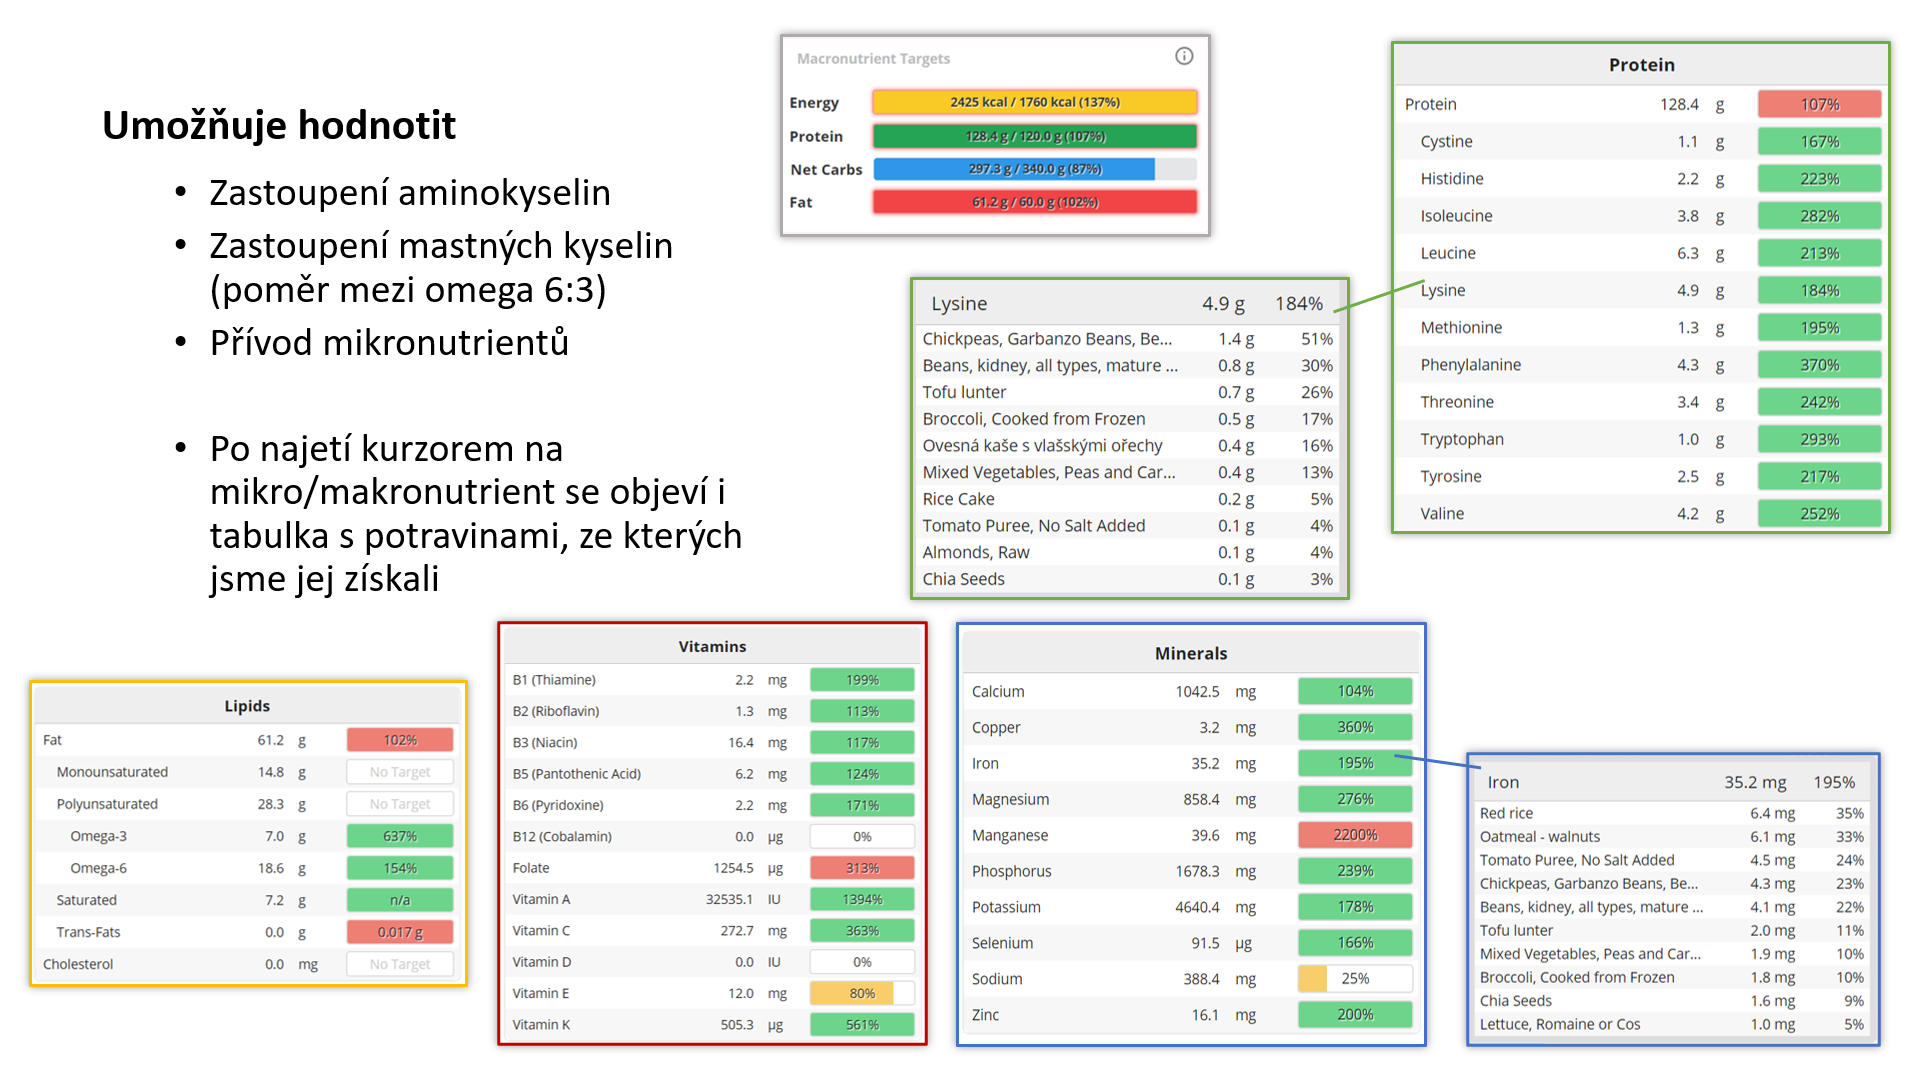 Umožňuje hodnotit
• Zastoupení aminokyselin
• Zastoupení mastných kyselin
(poměr mezi omega 6:3)
• Přívod mikronutrientů
• Po najetí kurzorem na
mikro/makronutrient se objeví i
tabulka s potravinami, ze kterých
jsme jej získali
Macronutrient Targets
Energy 2425 kcal / 1760 kcal (137%)
Protein 128.4 g / 120.0 g (107%)
Net Carbs 297.3 g / 340.0 g (87%)
Fat 61.2 g / 60.0 g (102%)
Protein
Protein 128.4 g 107%
Cystine 1.1 g 167%
Histidine 2.2 g 223%
Isoleucine 3.8 g 282%
Leucine 6.3 g 213%
Lysine 4.9 g 184%
Methionine 1.3 g 195%
Phenylalanine 4.3 g 370%
Threonine 3.4 g 242%
Tryptophan 1.0 g 293%
Tyrosine 2.5 g 217%
Valine 4.2 g 252%
Lysine 4.9 g 184%
Chickpeas, Garbanzo Beans, Be... 1.4 g 51%
Beans, kidney, all types, mature ... 0.8 g 30%
Tofu lunter 0.7 g 26%
Broccoli, Cooked from Frozen 0.5 g 17%
Ovesná kaše s vlašskými ořechy 0.4 g 16%
Mixed Vegetables, Peas and Car... 0.4 g 13%
Rice Cake 0.2 g 5%
Tomato Puree, No Salt Added 0.1 g 4%
Almonds, Raw 0.1 g 4%
Chia Seeds 0.1 g 3%
Lipids
Fat 61.2 g 102%
Monounsaturated 14.8 g No Target
Polyunsaturated 28.3 g No Target
Omega-3 7.0 g 637%
Omega-6 18.6 g 154%
Saturated 7.2 g n/a
Trans-Fats 0.0 g 0.017 g
Cholesterol 0.0 mg No Target
Vitamins
B1 (Thiamine) 2.2 mg 199%
B2 (Riboflavin) 1.3 mg 113%
B3 (Niacin) 16.4 mg 117%
B5 (Pantothenic Acid) 6.2 mg 124%
B6 (Pyridoxine) 2.2 mg 171%
B12 (Cobalamin) 0.0 µg 0%
Folate 1254.5 µg 313%
Vitamin A 32535.1 IU 1394%
Vitamin C 272.7 mg 363%
Vitamin D 0.0 IU 0%
Vitamin E 12.0 mg 80%
Vitamin K 505.3 µg 561%
Minerals
Calcium 1042.5 mg 104%
Copper 3.2 mg 360%
Iron 35.2 mg 195%
Magnesium 858.4 mg 276%
Manganese 39.6 mg 2200%
Phosphorus 1678.3 mg 239%
Potassium 4640.4 mg 178%
Selenium 91.5 µg 166%
Sodium 388.4 mg 25%
Zinc 16.1 mg 200%
Iron 35.2 mg 195%
Red rice 6.4 mg 35%
Oatmeal - walnuts 6.1 mg 33%
Tomato Puree, No Salt Added 4.5 mg 24%
Chickpeas, Garbanzo Beans, Be... 4.3 mg 23%
Beans, kidney, all types, mature ... 4.1 mg 22%
Tofu lunter 2.0 mg 11%
Mixed Vegetables, Peas and Car... 1.9 mg 10%
Broccoli, Cooked from Frozen 1.8 mg 10%
Chia Seeds 1.6 mg 9%
Lettuce, Romaine or Cos 1.0 mg 5%